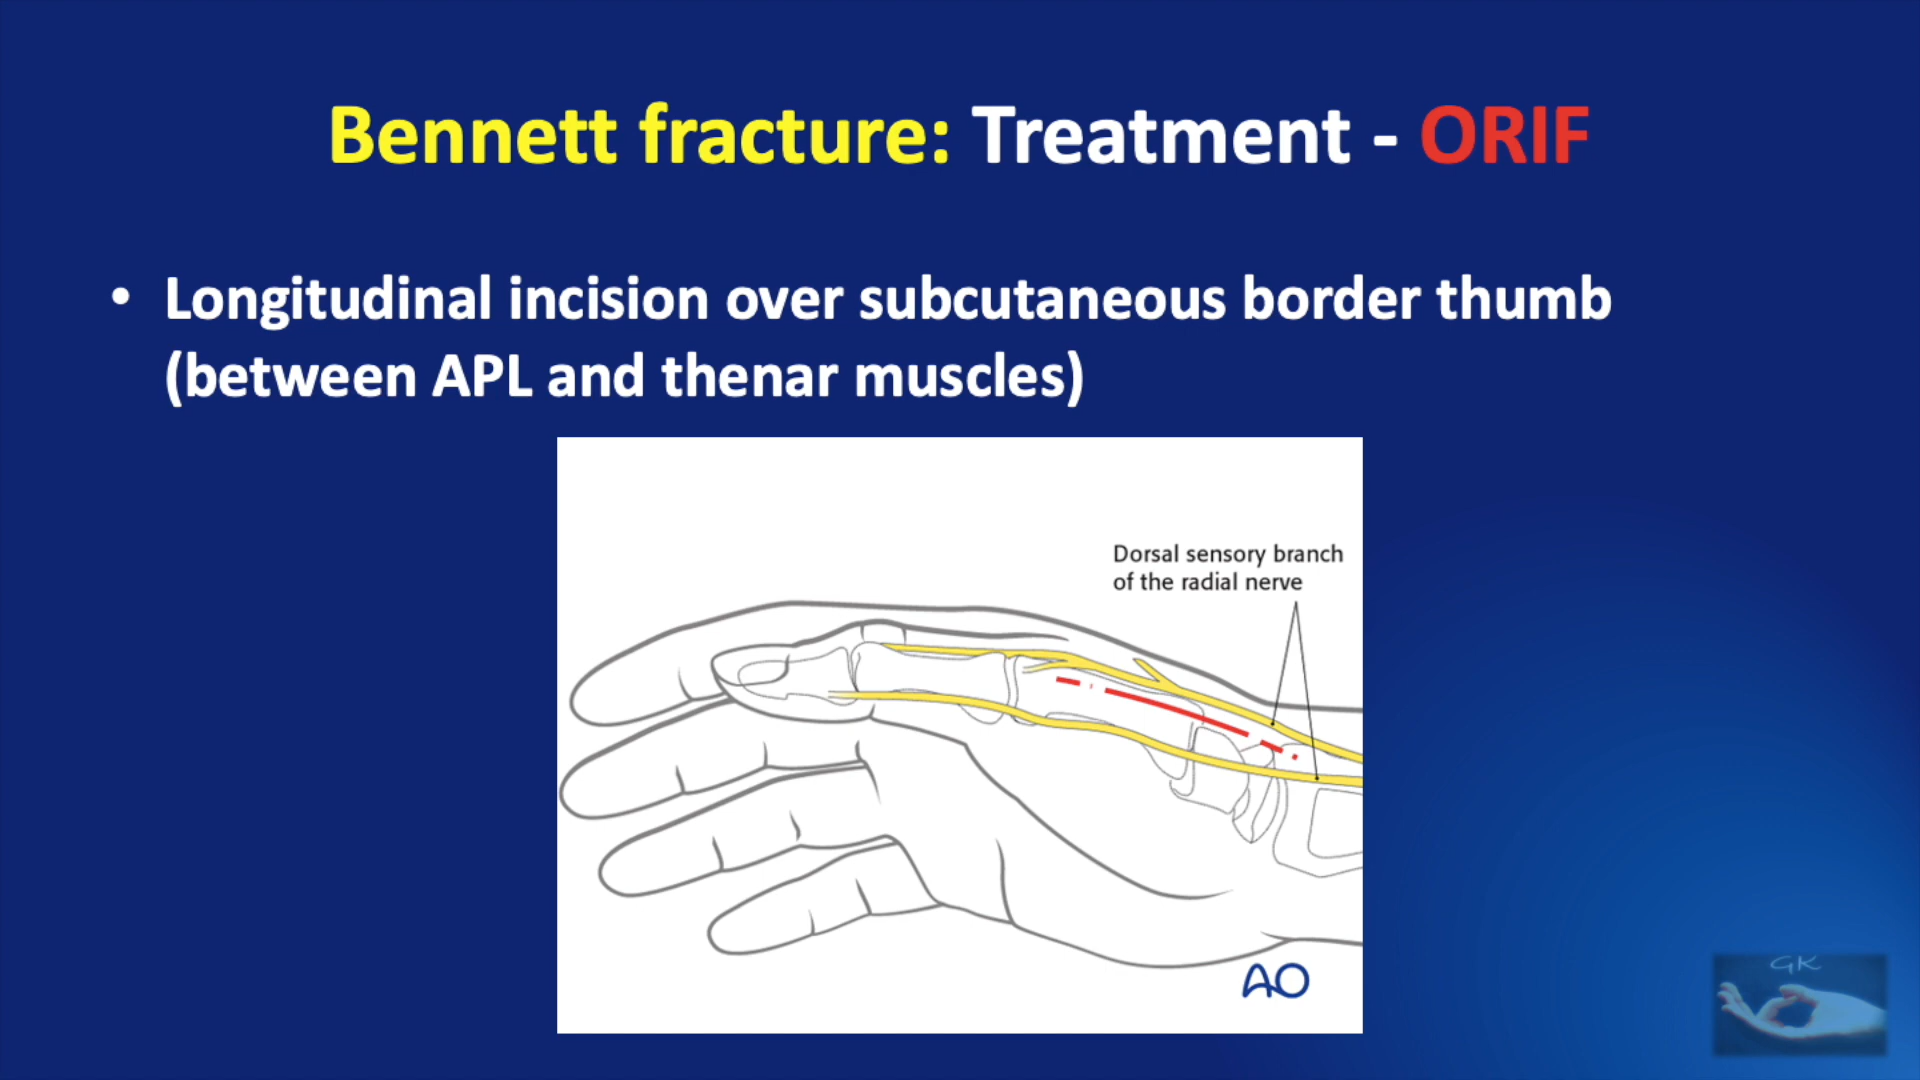 Bennett fracture: Treatment - ORIF
• Longitudinal incision over subcutaneous border thumb
(between APL and thenar muscles)
Dorsal sensory branch
of the radial nerve
AO
GK